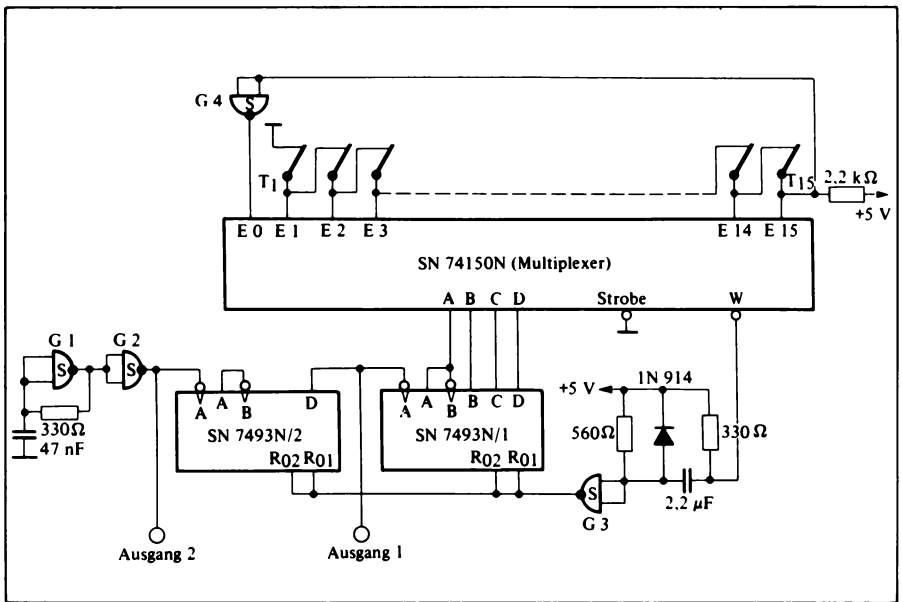 G 4
S
T1
T15
2,2 kΩ
+5 V
E 0 E 1 E 2 E 3 E 14 E 15
SN 74150N (Multiplexer)
A B C D Strobe W
G 1 G 2
S S
330Ω
47 nF
A A B D
SN 7493N/2
R02 R01
A A B C D
SN 7493N/1
R02 R01
+5 V
1N 914
560Ω
330Ω
2,2 µF
S
G 3
Ausgang 2
Ausgang 1